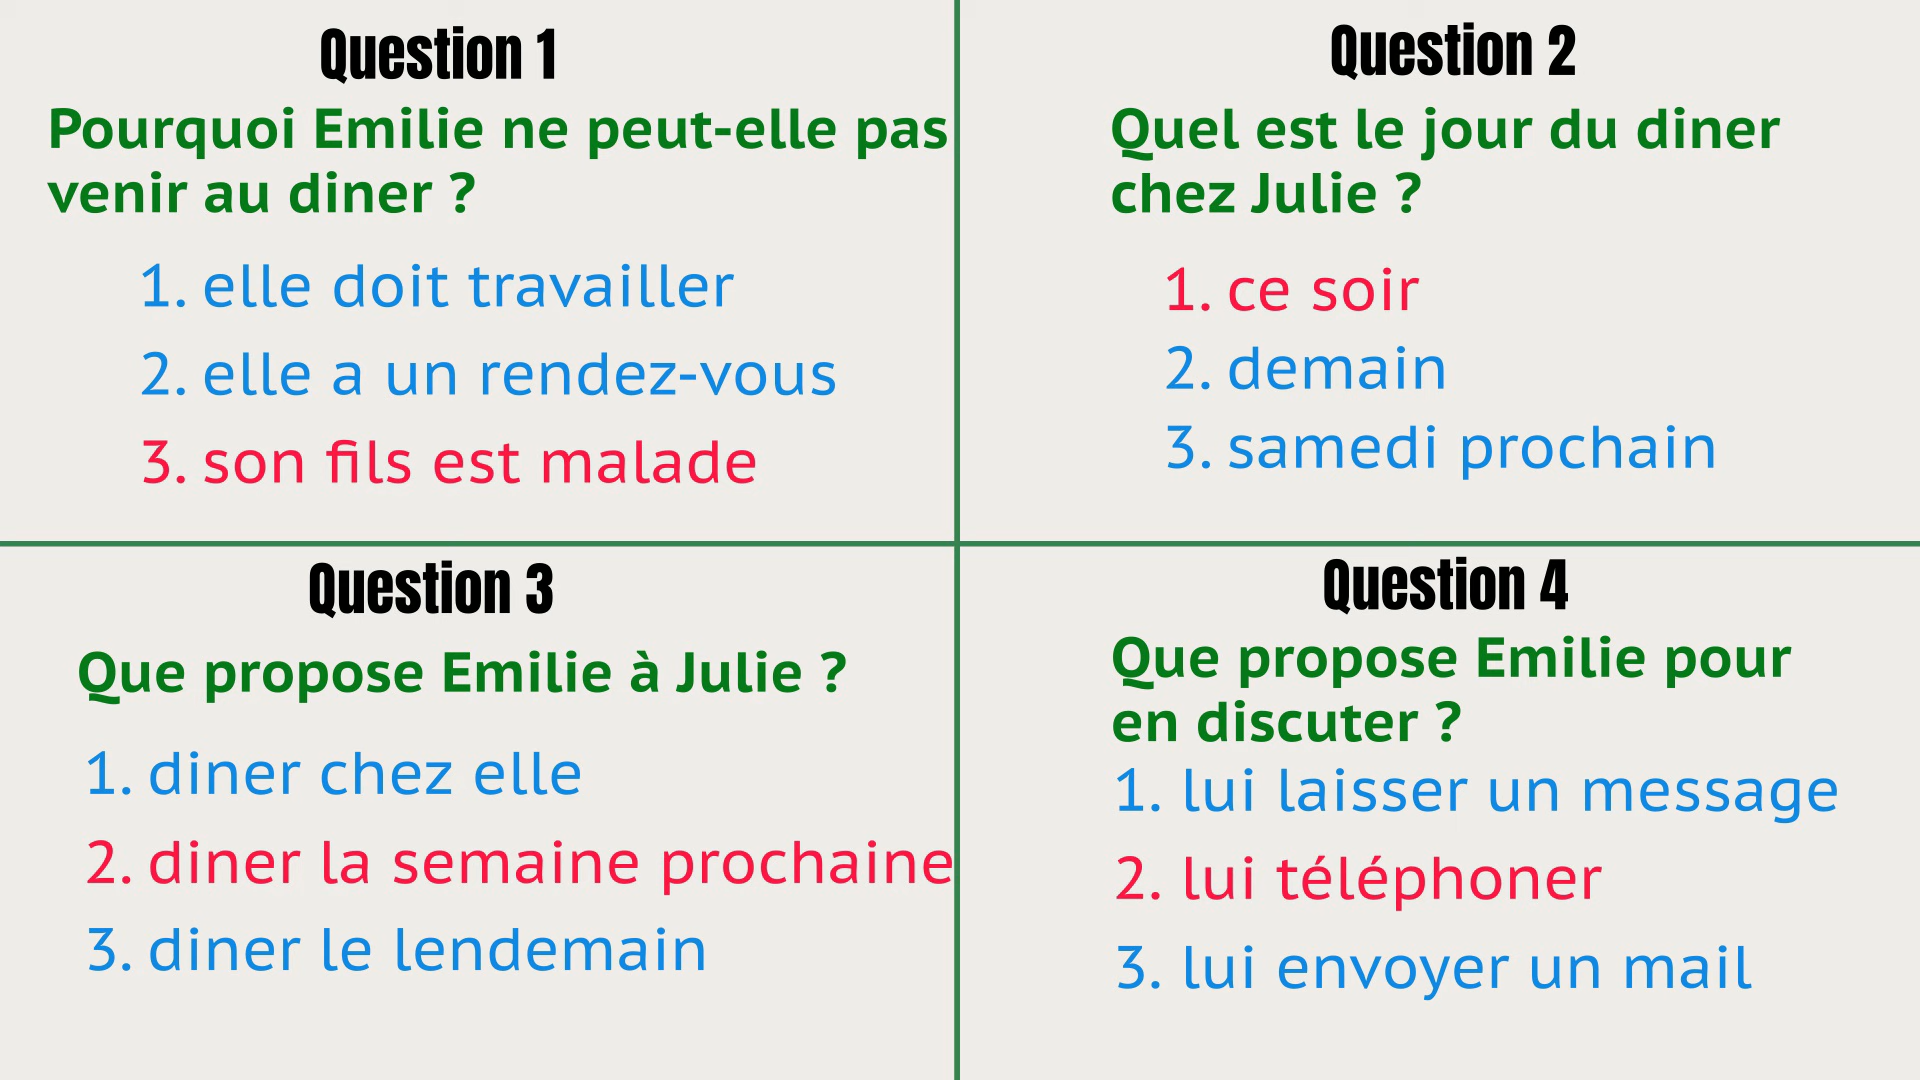 Question 1
Pourquoi Emilie ne peut-elle pas
venir au diner ?
1. elle doit travailler
2. elle a un rendez-vous
3. son fils est malade
Question 2
Quel est le jour du diner
chez Julie ?
1. ce soir
2. demain
3. samedi prochain
Question 3
Que propose Emilie à Julie ?
1. diner chez elle
2. diner la semaine prochaine
3. diner le lendemain
Question 4
Que propose Emilie pour
en discuter ?
1. lui laisser un message
2. lui téléphoner
3. lui envoyer un mail